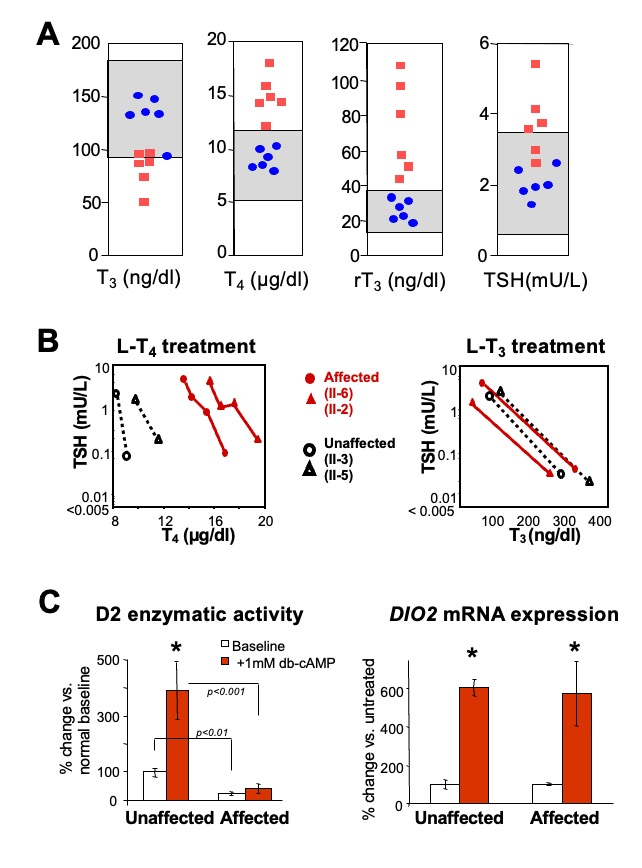 A
200
150
100
50
0
T3 (ng/dl)
20
15
10
5
0
T4 (µg/dl)
120
100
80
60
40
20
0
rT3 (ng/dl)
6
4
2
0
TSH(mU/L)
B
L-T4 treatment
TSH (mU/L)
10
1
0.1
0.01
<0.005
8 12 16 20
T4 (µg/dl)
Affected
(II-6)
(II-2)
Unaffected
(II-3)
(II-5)
L-T3 treatment
TSH (mU/L)
10
1
0.1
0.01
< 0.005
100 200 300 400
T3 (ng/dl)
C
D2 enzymatic activity
Baseline
+1mM db-cAMP
% change vs.
normal baseline
500
300
100
0
*
p<0.001
p<0.01
Unaffected Affected
DIO2 mRNA expression
% change vs. untreated
600
400
200
0
* *
Unaffected Affected